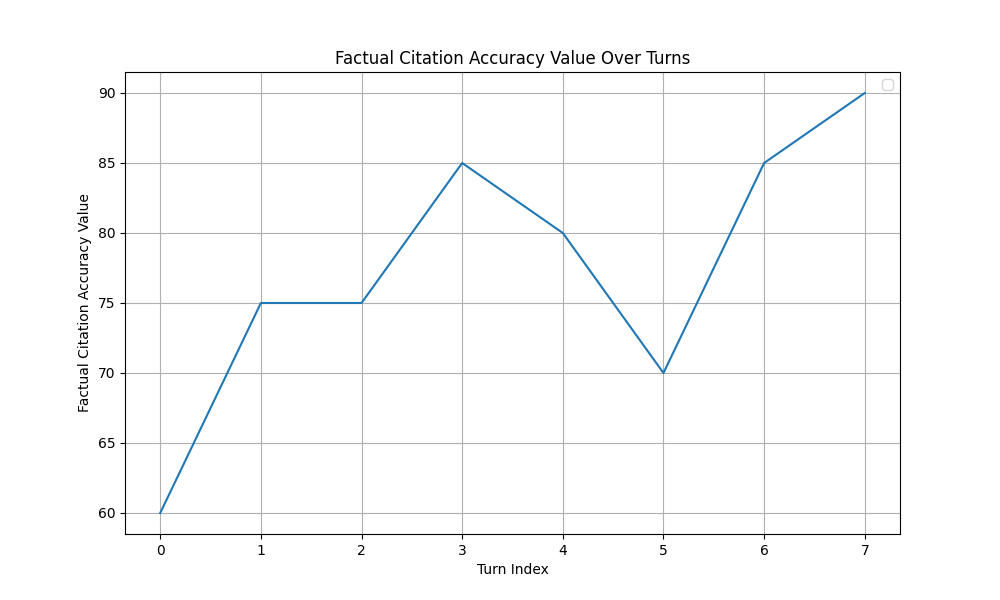 Factual Citation Accuracy Value Over Turns
90
85
80
75
70
65
60
Factual Citation Accuracy Value
0 1 2 3 4 5 6 7
Turn Index